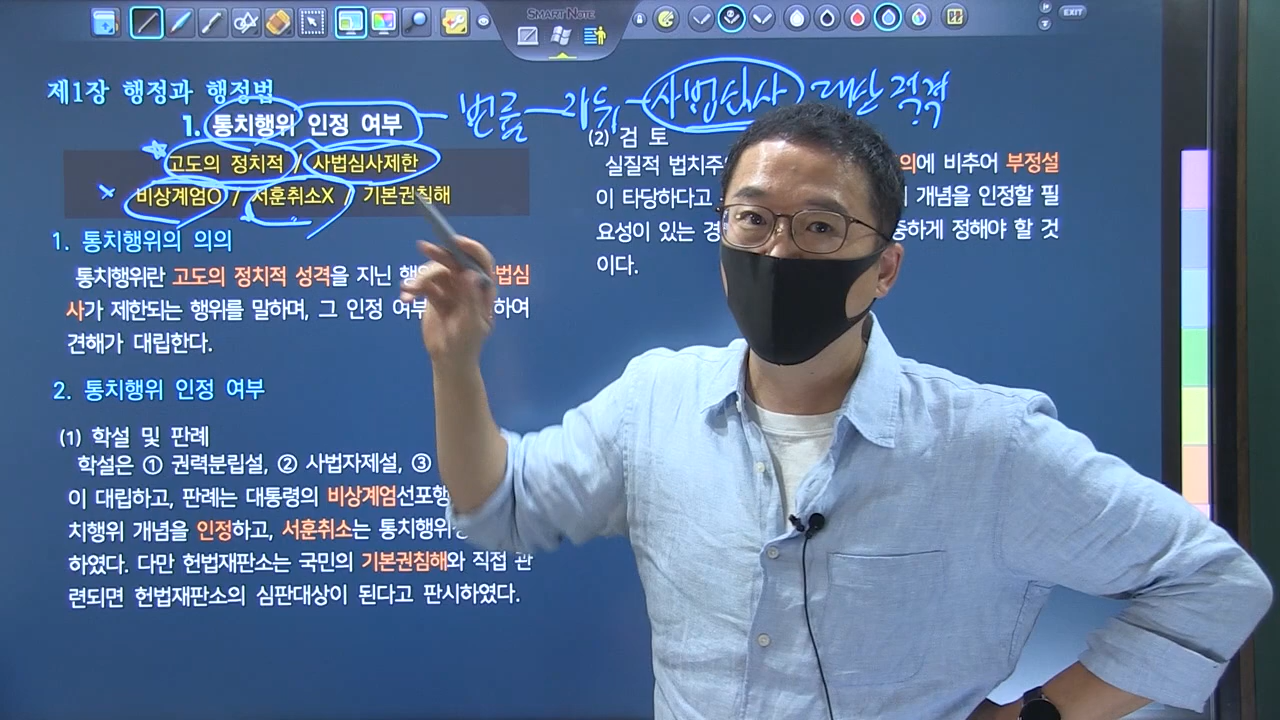 SMART NOTE
EXIT
제1장 행정과 행정법
1. 통치행위 인정 여부
사법심사 대상 적격
고도의 정치적 / 사법심사제한
비상계엄O / 서훈취소X / 기본권침해
1. 통치행위의 의의
통치행위란 고도의 정치적 성격을 지닌 법심
사가 제한되는 행위를 말하며, 그 인정 여부 하여
견해가 대립한다.
2. 통치행위 인정 여부
(1) 학설 및 판례
학설은 ① 권력분립설, ② 사법자제설, ③
이 대립하고, 판례는 대통령의 비상계엄선포행
치행위 개념을 인정하고, 서훈취소는 통치행위
하였다. 다만 헌법재판소는 국민의 기본권침해와 직접 관
련되면 헌법재판소의 심판대상이 된다고 판시하였다.
(2) 검 토
실질적 법치주 의에 비추어 부정설
이 타당하다고 개념을 인정할 필
요성이 있는 경 하게 정해야 할 것
이다.